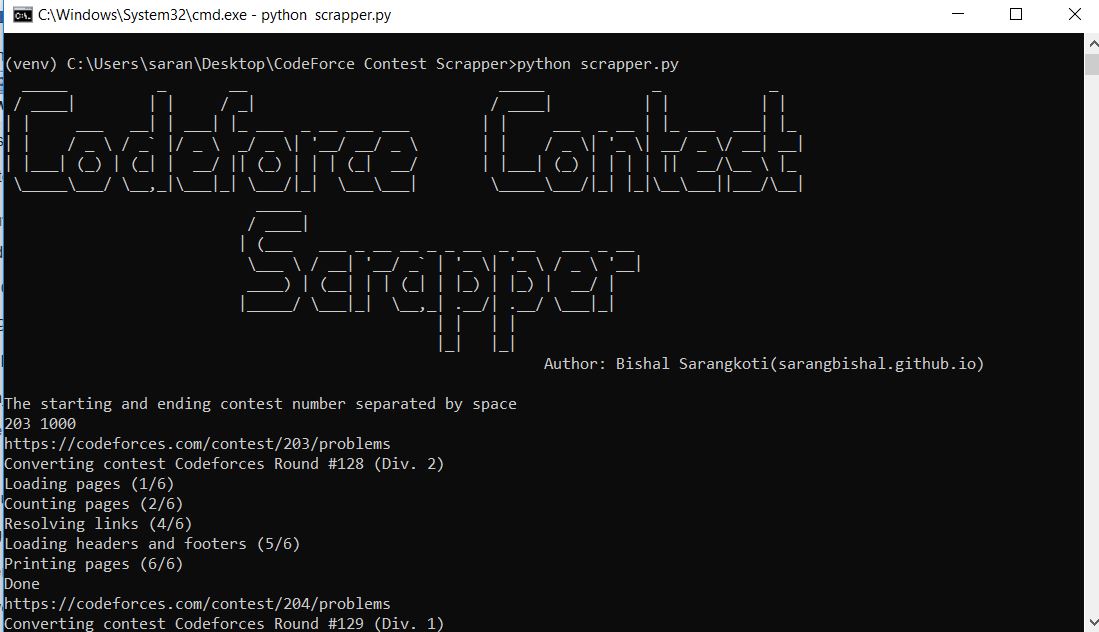 C:\Windows\System32\cmd.exe - python  scrapper.py
(venv) C:\Users\saran\Desktop\CodeForce Contest Scrapper>python scrapper.py
Codeforce Contest
Scrapper
Author: Bishal Sarangkoti(sarangbishal.github.io)
The starting and ending contest number separated by space
203 1000
https://codeforces.com/contest/203/problems
Converting contest Codeforces Round #128 (Div. 2)
Loading pages (1/6)
Counting pages (2/6)
Resolving links (4/6)
Loading headers and footers (5/6)
Printing pages (6/6)
Done
https://codeforces.com/contest/204/problems
Converting contest Codeforces Round #129 (Div. 1)